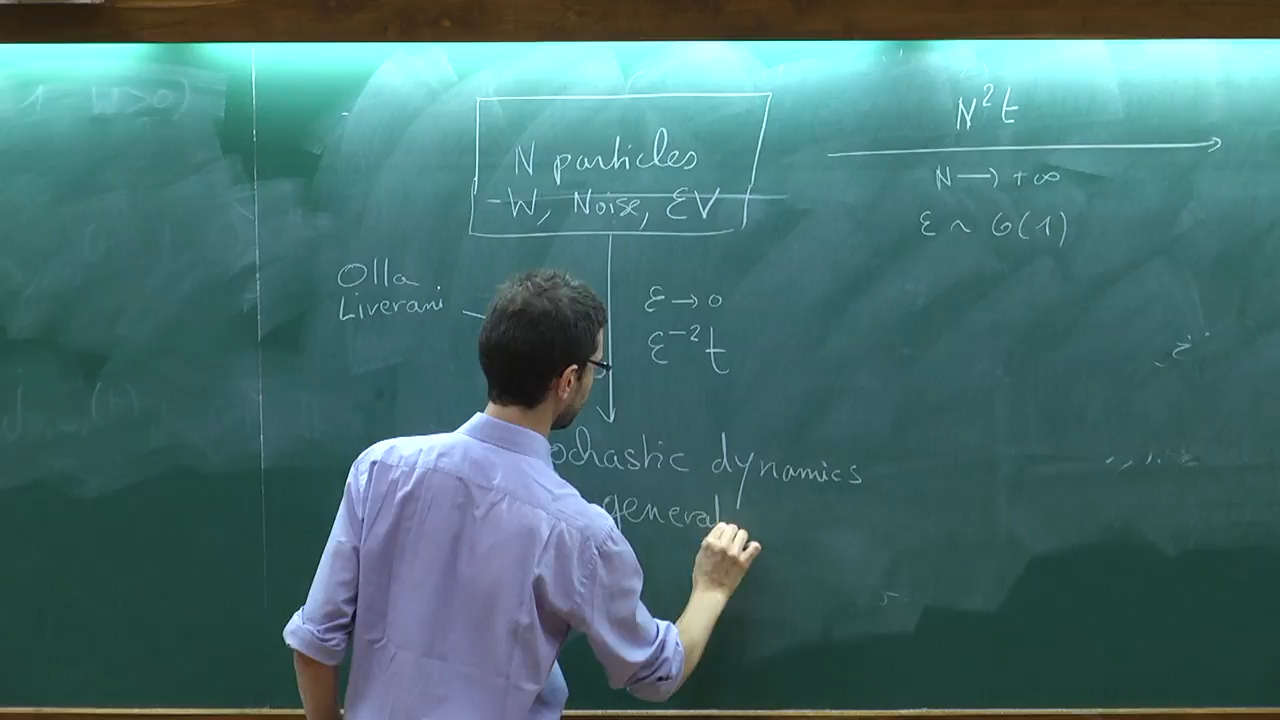 N particles
-W, Noise, εV
N²t
N → +∞
ε ~ O(1)
Olla
Liverani
ε → 0
ε⁻²t
ochastic dynamics
general